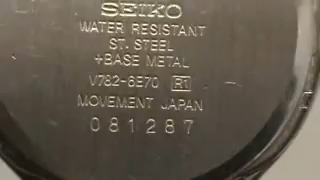 SEIKO
WATER RESISTANT
ST. STEEL
+BASE METAL
V782-6E70 R1
MOVEMENT JAPAN
081287